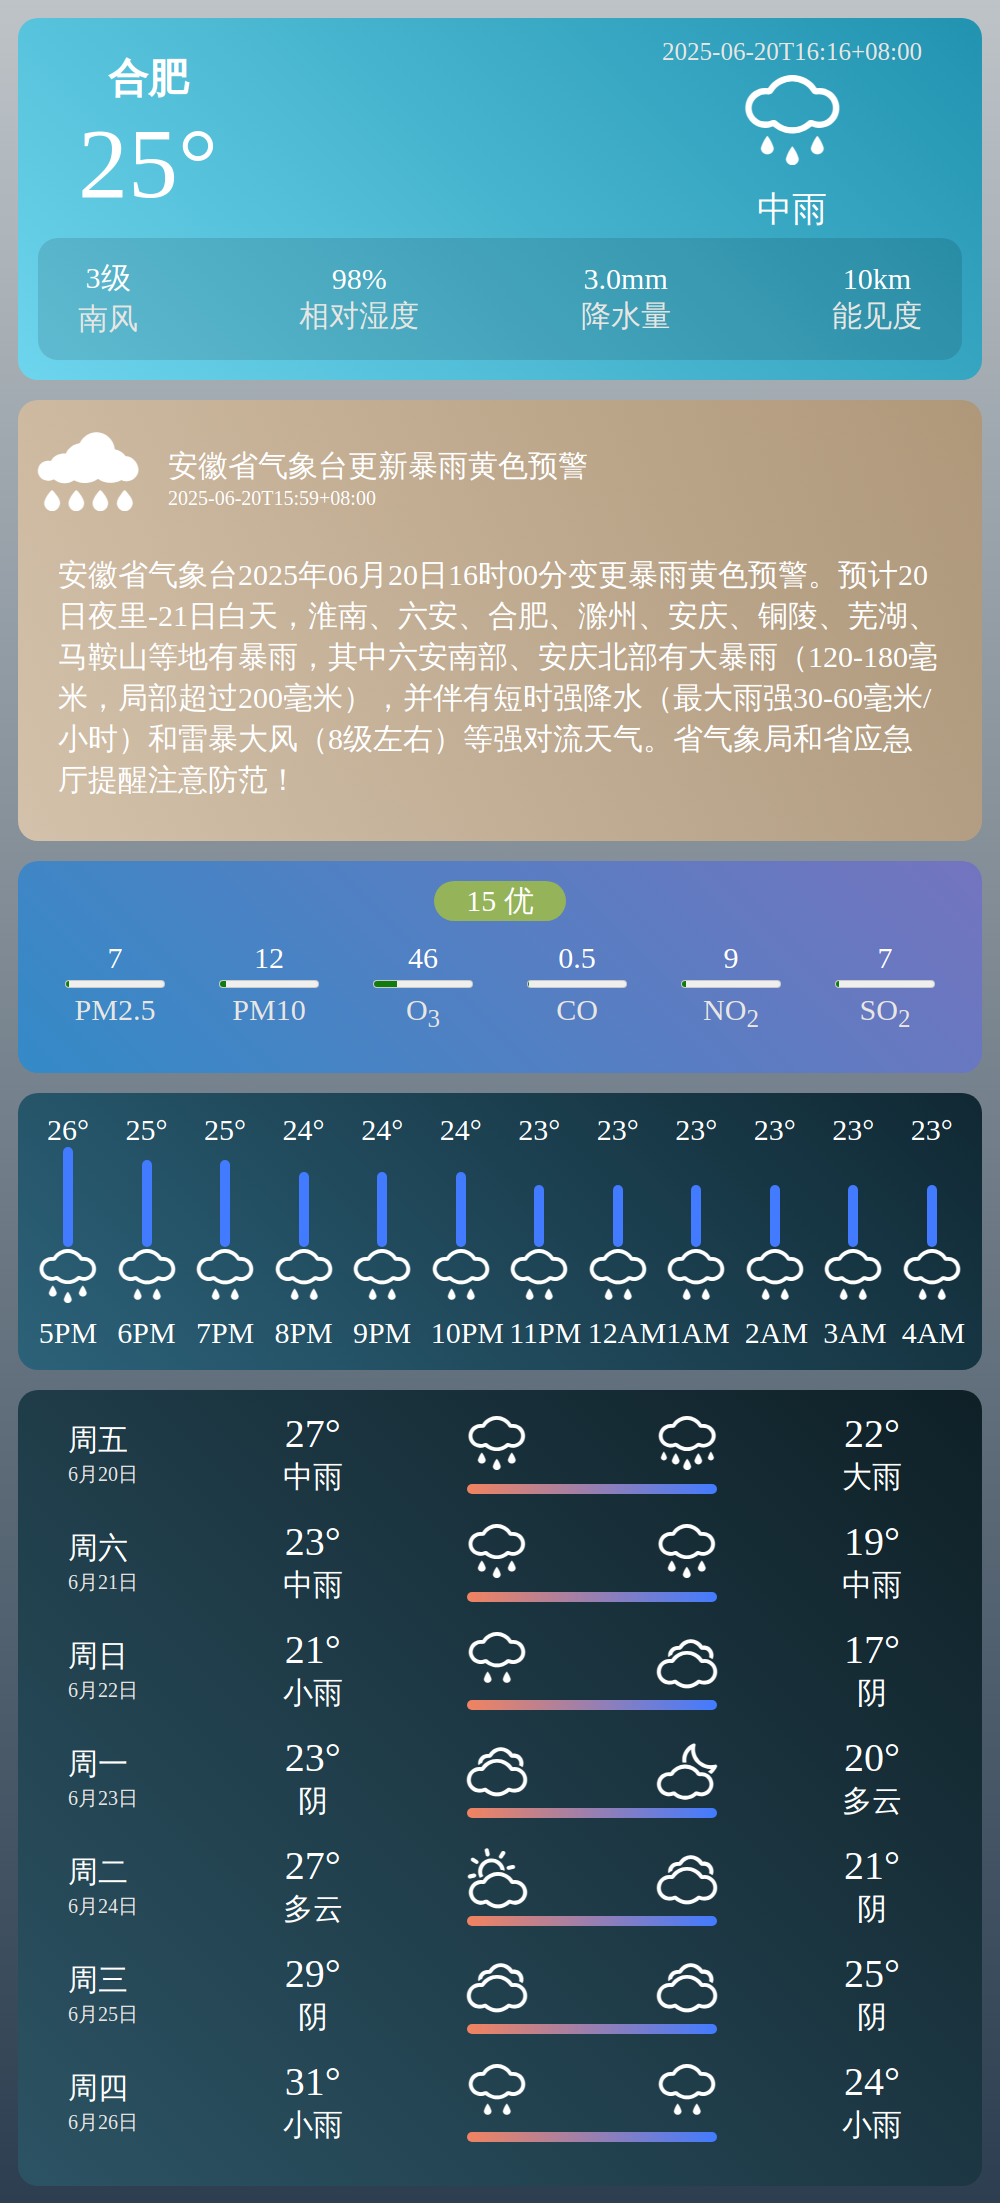 2025-06-20T16:16+08:00
合肥
25°
中雨
3级 98% 3.0mm 10km
南风 相对湿度 降水量 能见度
安徽省气象台更新暴雨黄色预警
2025-06-20T15:59+08:00
安徽省气象台2025年06月20日16时00分变更暴雨黄色预警。预计20
日夜里-21日白天，淮南、六安、合肥、滁州、安庆、铜陵、芜湖、
马鞍山等地有暴雨，其中六安南部、安庆北部有大暴雨（120-180毫
米，局部超过200毫米），并伴有短时强降水（最大雨强30-60毫米/
小时）和雷暴大风（8级左右）等强对流天气。省气象局和省应急
厅提醒注意防范！
15 优
7 12 46 0.5 9 7
PM2.5 PM10 O3 CO NO2 SO2
26° 25° 25° 24° 24° 24° 23° 23° 23° 23° 23° 23°
5PM 6PM 7PM 8PM 9PM 10PM 11PM 12AM 1AM 2AM 3AM 4AM
周五 27° 22°
6月20日 中雨 大雨
周六 23° 19°
6月21日 中雨 中雨
周日 21° 17°
6月22日 小雨 阴
周一 23° 20°
6月23日 阴 多云
周二 27° 21°
6月24日 多云 阴
周三 29° 25°
6月25日 阴 阴
周四 31° 24°
6月26日 小雨 小雨